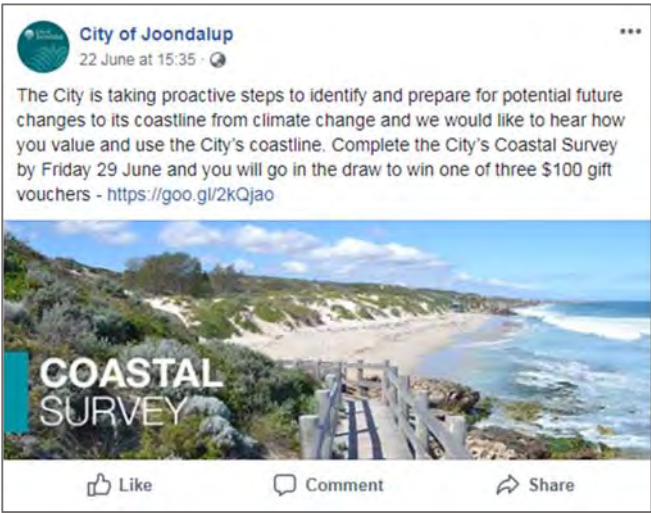 City of Joondalup
22 June at 15:35
The City is taking proactive steps to identify and prepare for potential future
changes to its coastline from climate change and we would like to hear how
you value and use the City's coastline. Complete the City's Coastal Survey
by Friday 29 June and you will go in the draw to win one of three $100 gift
vouchers - https://goo.gl/2kQjao
COASTAL
SURVEY
Like Comment Share